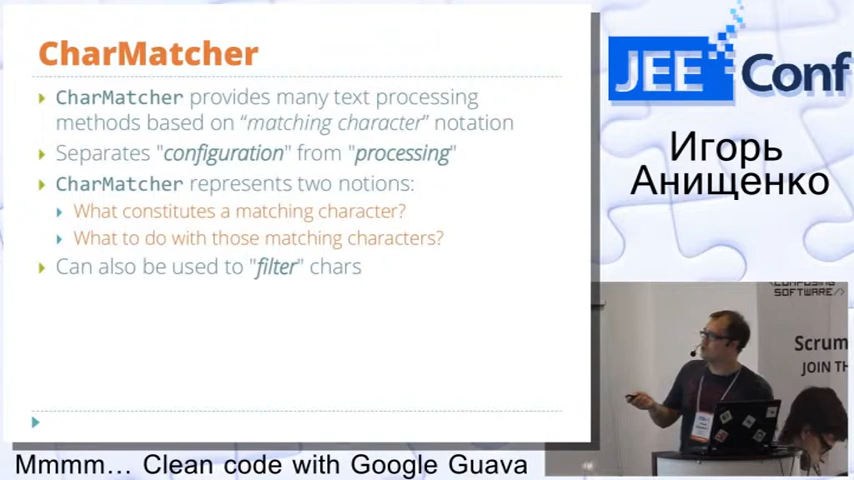 CharMatcher
CharMatcher provides many text processing
methods based on “matching character” notation
Separates "configuration" from "processing"
CharMatcher represents two notions:
What constitutes a matching character?
What to do with those matching characters?
Can also be used to "filter" chars
JEE Conf
Игорь
Анищенко
SOFTWARE/>
Scrum
JOIN TH
Mmmm... Clean code with Google Guava